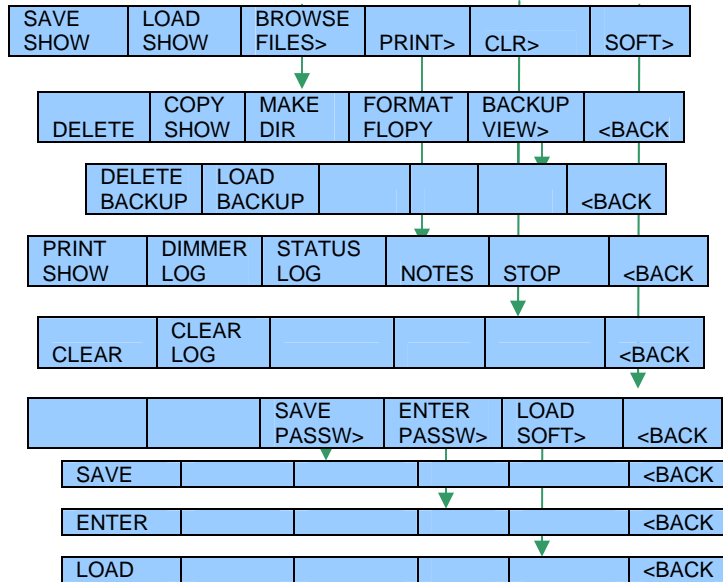 SAVE LOAD BROWSE
SHOW SHOW FILES> PRINT> CLR> SOFT>
COPY MAKE FORMAT BACKUP
DELETE SHOW DIR FLOPY VIEW> <BACK
DELETE LOAD
BACKUP BACKUP <BACK
PRINT DIMMER STATUS
SHOW LOG LOG NOTES STOP <BACK
CLEAR
CLEAR LOG <BACK
SAVE ENTER LOAD
PASSW> PASSW> SOFT> <BACK
SAVE <BACK
ENTER <BACK
LOAD <BACK